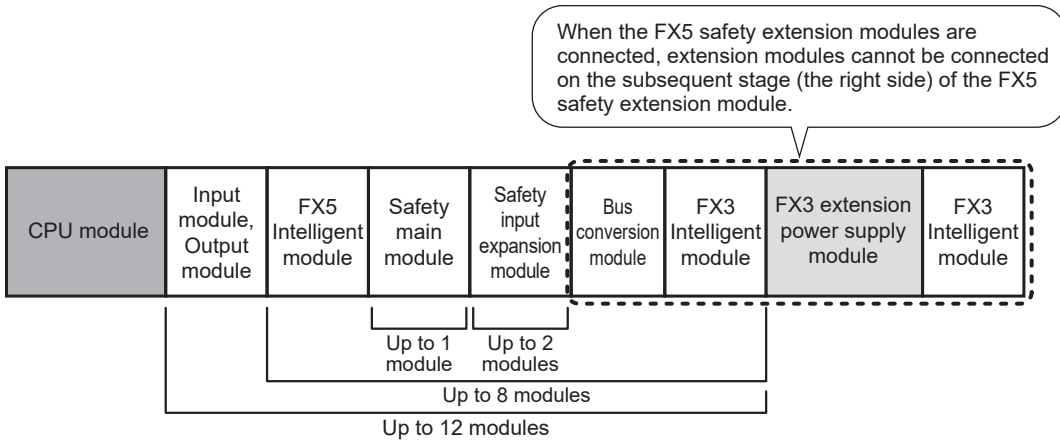 When the FX5 safety extension modules are
connected, extension modules cannot be connected
on the subsequent stage (the right side) of the FX5
safety extension module.
CPU module
Input
module,
Output
module
FX5
Intelligent
module
Safety
main
module
Safety
input
expansion
module
Bus
conversion
module
FX3
Intelligent
module
FX3 extension
power supply
module
FX3
Intelligent
module
Up to 1
module
Up to 2
modules
Up to 8 modules
Up to 12 modules